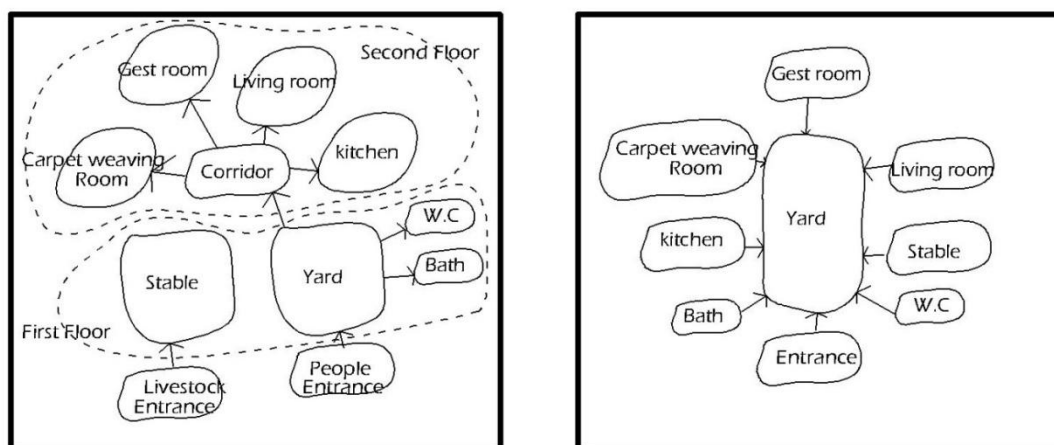 Second Floor
Gest room
Living room
Carpet weaving
Room
Corridor
kitchen
W.C
Bath
Stable
Yard
First Floor
Livestock
Entrance
People
Entrance
Gest room
Carpet weaving
Room
Living room
Yard
kitchen
Stable
Bath
W.C
Entrance